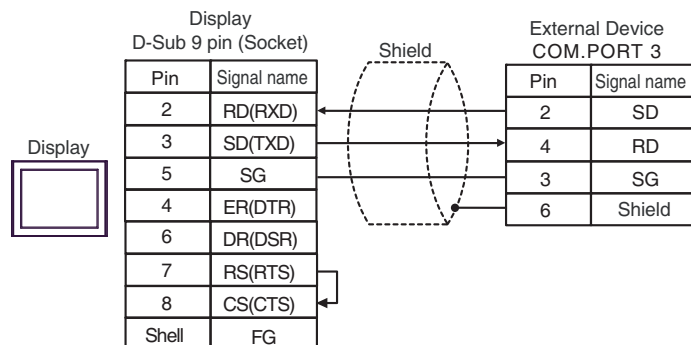 Display
D-Sub 9 pin (Socket)
Shield
External Device
COM.PORT 3
Display
Pin Signal name
2 RD(RXD)
3 SD(TXD)
5 SG
4 ER(DTR)
6 DR(DSR)
7 RS(RTS)
8 CS(CTS)
Shell FG
Pin Signal name
2 SD
4 RD
3 SG
6 Shield